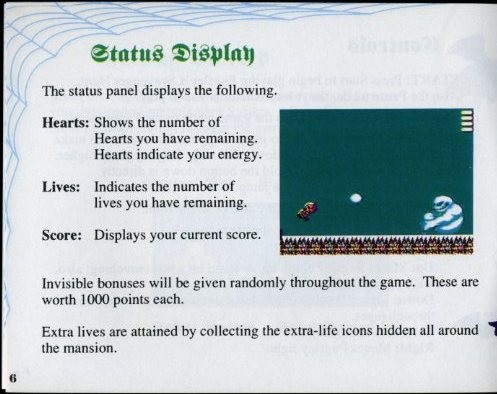 Status Display
The status panel displays the following.
Hearts: Shows the number of
Hearts you have remaining.
Hearts indicate your energy.
Lives: Indicates the number of
lives you have remaining.
Score: Displays your current score.
Invisible bonuses will be given randomly throughout the game. These are
worth 1000 points each.
Extra lives are attained by collecting the extra-life icons hidden all around
the mansion.
6